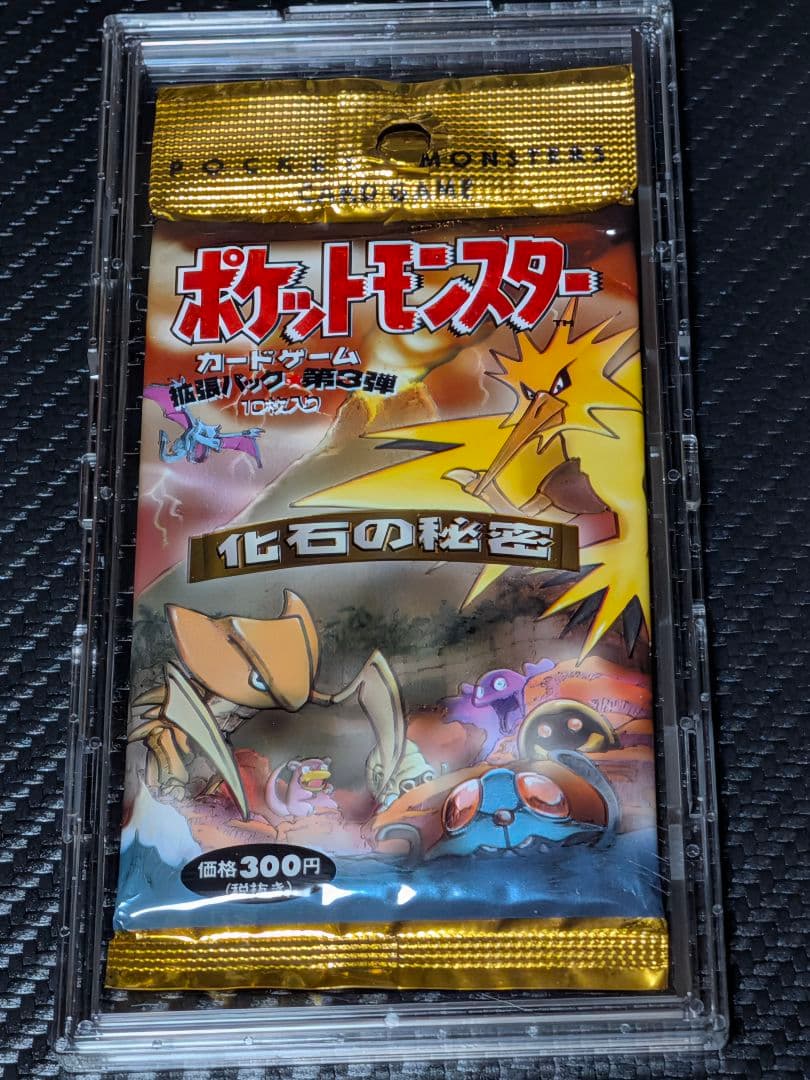 POCKET MONSTERS
CARD GAME
ポケットモンスター
TM
カードゲーム
拡張パック★第3弾
10枚入り
化石の秘密
価格300円
(税抜き)